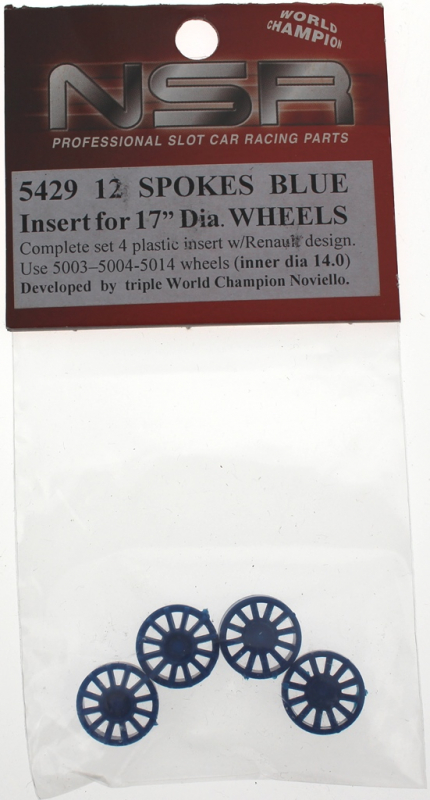 WORLD
CHAMPION
NSR
PROFESSIONAL SLOT CAR RACING PARTS
5429 12 SPOKES BLUE
Insert for 17” Dia. WHEELS
Complete set 4 plastic insert w/Renault design.
Use 5003–5004-5014 wheels (inner dia 14.0)
Developed by triple World Champion Noviello.